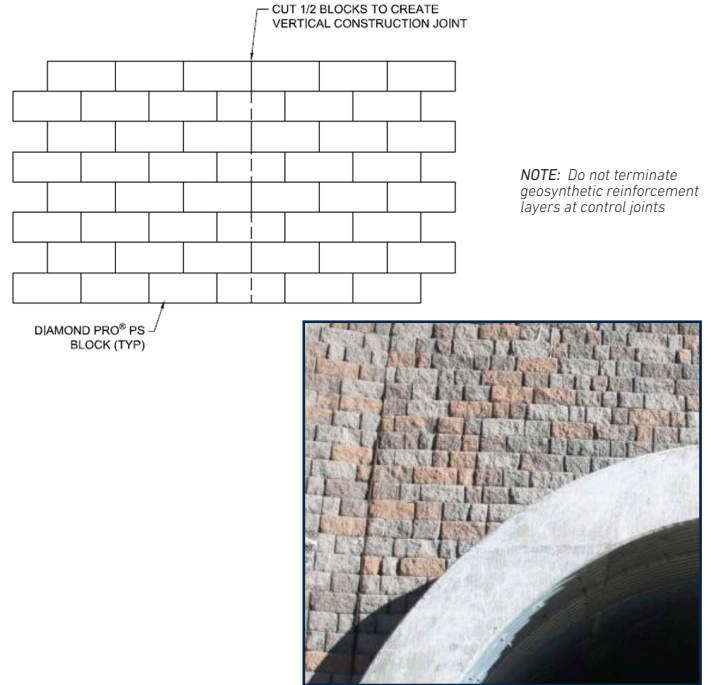 CUT 1/2 BLOCKS TO CREATE
VERTICAL CONSTRUCTION JOINT
NOTE: Do not terminate
geosynthetic reinforcement
layers at control joints
DIAMOND PRO® PS
BLOCK (TYP)